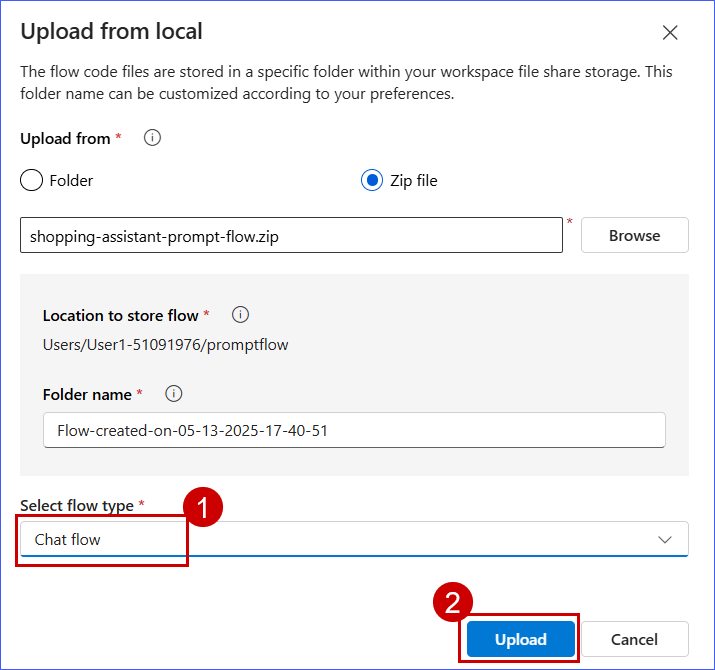 Upload from local
The flow code files are stored in a specific folder within your workspace file share storage. This
folder name can be customized according to your preferences.
Upload from *
Folder
Zip file
shopping-assistant-prompt-flow.zip
*
Browse
Location to store flow *
Users/User1-51091976/promptflow
Folder name *
Flow-created-on-05-13-2025-17-40-51
Select flow type *
1
Chat flow
2
Upload
Cancel